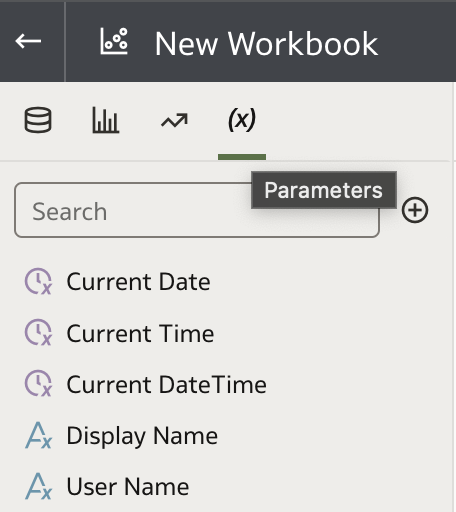 New Workbook
(x)
Parameters
Search
Current Date
Current Time
Current DateTime
Display Name
User Name